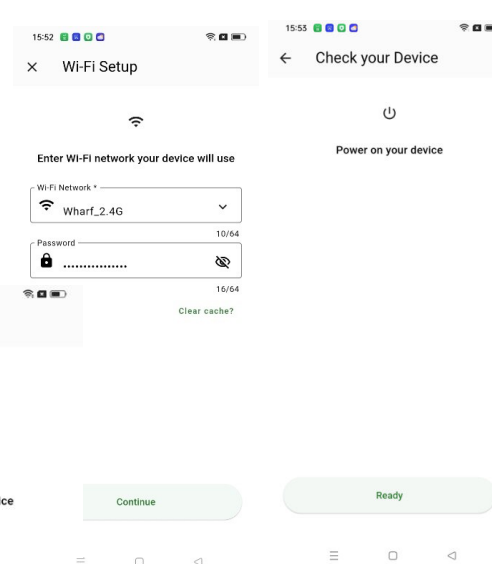 15:52
Wi-Fi Setup
Enter Wi-Fi network your device will use
Wi-Fi Network *
Wharf_2.4G
10/64
Password
................
16/64
Clear cache?
Continue
15:53
Check your Device
Power on your device
Ready